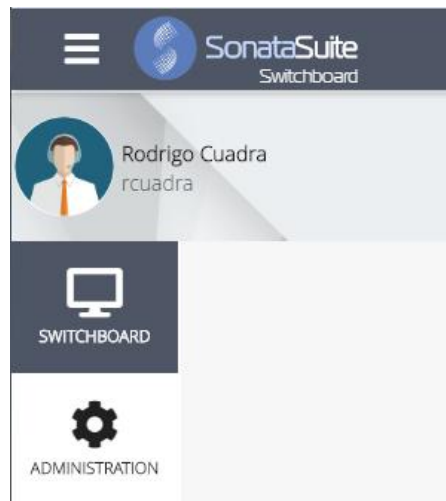 SonataSuite
Switchboard
Rodrigo Cuadra
rcuadra
SWITCHBOARD
ADMINISTRATION